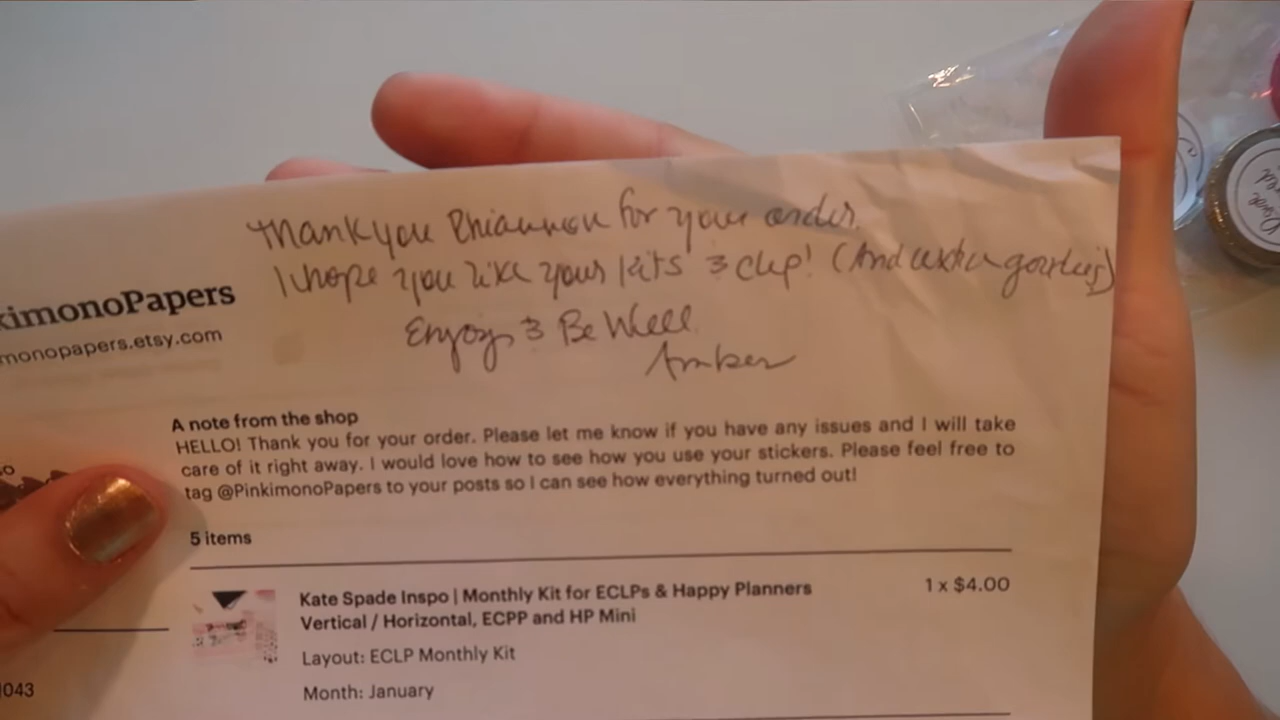 Thank you Rhiannon for your order.
I hope you like your kits & clip! (And extra goodies)
Enjoy & Be Well
Amber
kimonoPapers
monopapers.etsy.com
A note from the shop
HELLO! Thank you for your order. Please let me know if you have any issues and I will take
care of it right away. I would love how to see how you use your stickers. Please feel free to
tag @PinkimonoPapers to your posts so I can see how everything turned out!
5 items
Kate Spade Inspo | Monthly Kit for ECLPs & Happy Planners
Vertical / Horizontal, ECPP and HP Mini
1 x $4.00
Layout: ECLP Monthly Kit
Month: January
043